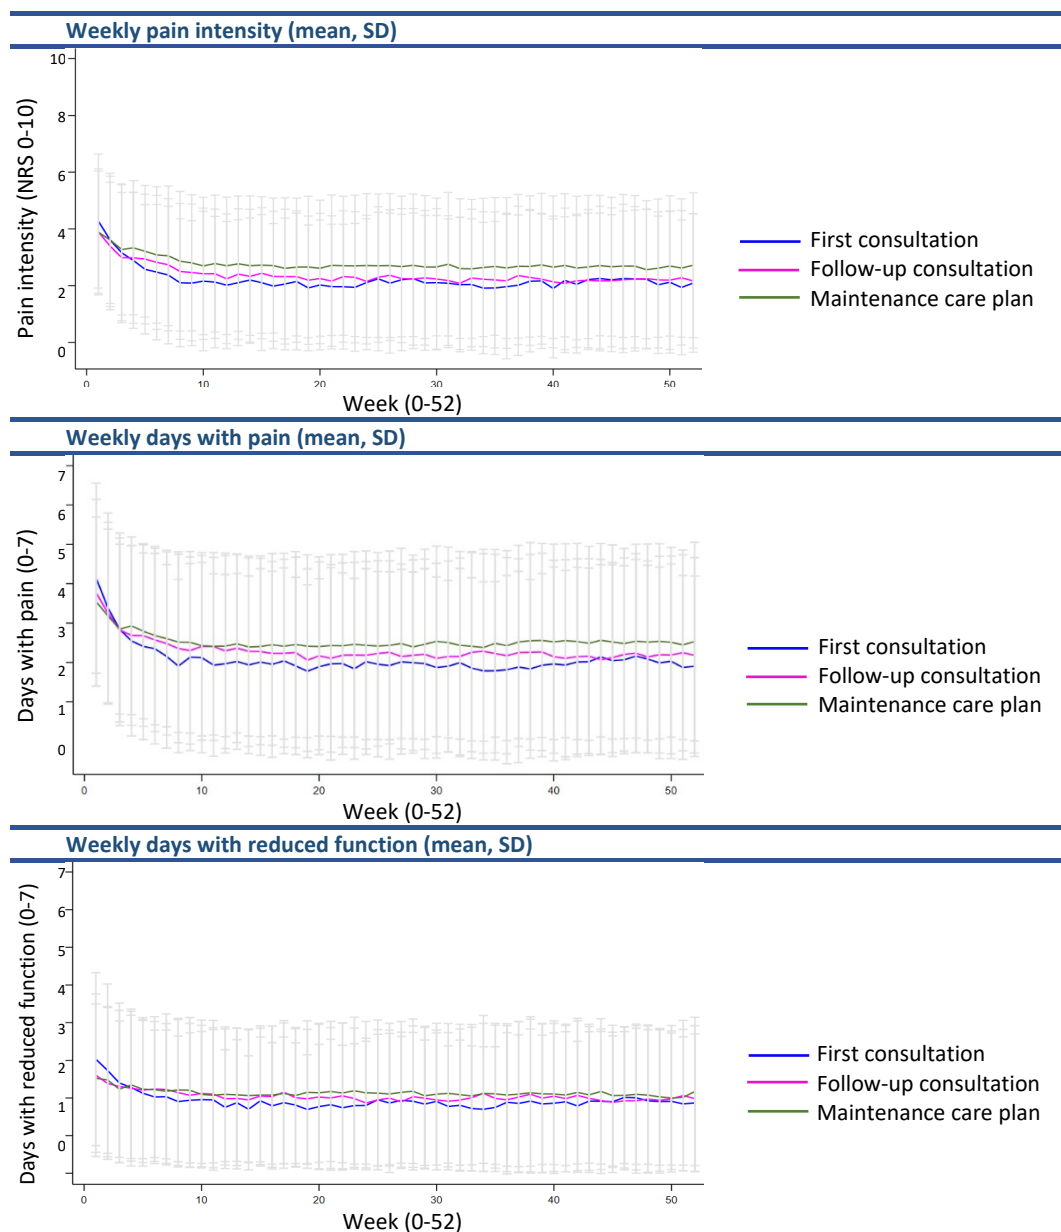 Weekly pain intensity (mean, SD)
Pain intensity (NRS 0-10)
10
8
6
4
2
0
0 10 20 30 40 50
Week (0-52)
First consultation
Follow-up consultation
Maintenance care plan
Weekly days with pain (mean, SD)
Days with pain (0-7)
7
6
5
4
3
2
1
0
0 10 20 30 40 50
Week (0-52)
First consultation
Follow-up consultation
Maintenance care plan
Weekly days with reduced function (mean, SD)
Days with reduced function (0-7)
7
6
5
4
3
2
1
0
0 10 20 30 40 50
Week (0-52)
First consultation
Follow-up consultation
Maintenance care plan